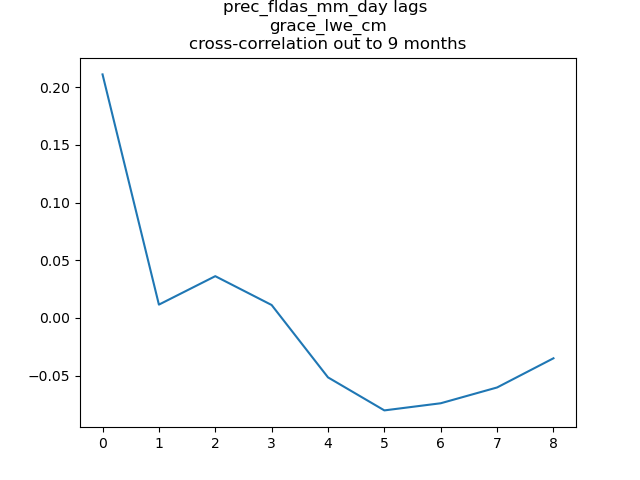 prec_fldas_mm_day lags
grace_lwe_cm
cross-correlation out to 9 months
0.20
0.15
0.10
0.05
0.00
−0.05
0 1 2 3 4 5 6 7 8